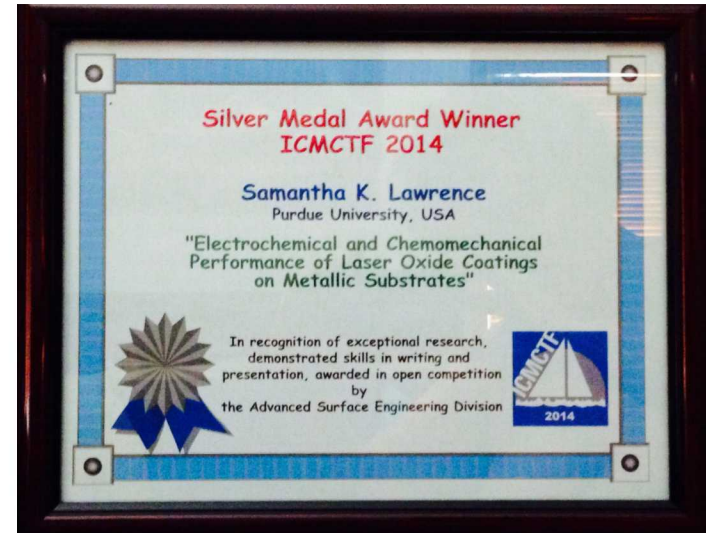 Silver Medal Award Winner
ICMCTF 2014
Samantha K. Lawrence
Purdue University, USA
"Electrochemical and Chemomechanical
Performance of Laser Oxide Coatings
on Metallic Substrates"
In recognition of exceptional research,
demonstrated skills in writing and
presentation, awarded in open competition
by
the Advanced Surface Engineering Division
ICMCTF
2014